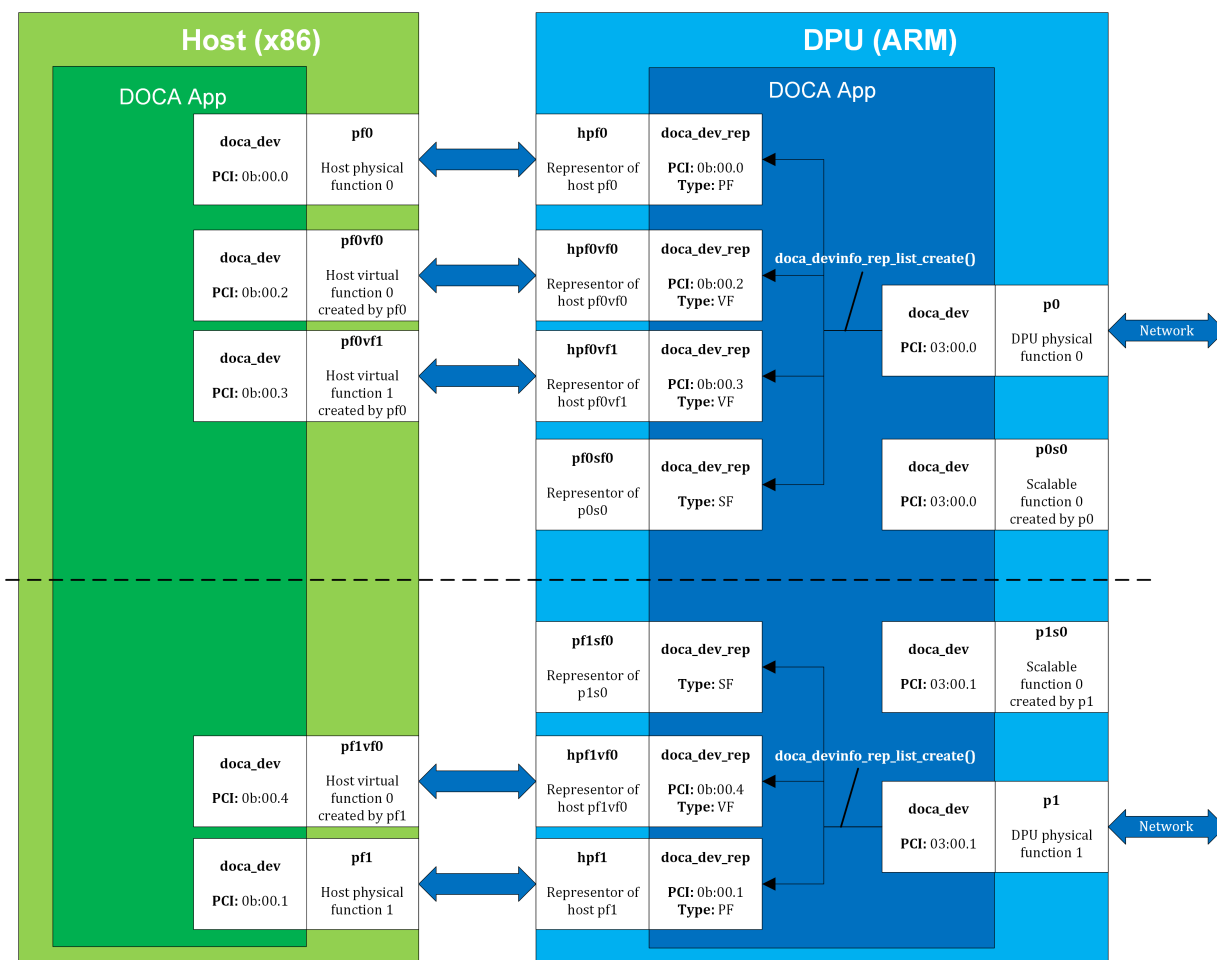 Host (x86)
DOCA App
doca_dev
PCI: 0b:00.0
pf0
Host physical
function 0
doca_dev
PCI: 0b:00.2
pf0vf0
Host virtual
function 0
created by pf0
doca_dev
PCI: 0b:00.3
pf0vf1
Host virtual
function 1
created by pf0
doca_dev
PCI: 0b:00.4
pf1vf0
Host virtual
function 0
created by pf1
doca_dev
PCI: 0b:00.1
pf1
Host physical
function 1
DPU (ARM)
DOCA App
hpf0
Representor of
host pf0
doca_dev_rep
PCI: 0b:00.0
Type: PF
hpf0vf0
Representor of
host pf0vf0
doca_dev_rep
PCI: 0b:00.2
Type: VF
hpf0vf1
Representor of
host pf0vf1
doca_dev_rep
PCI: 0b:00.3
Type: VF
pf0sf0
Representor of
p0s0
doca_dev_rep
Type: SF
doca_devinfo_rep_list_create()
doca_dev
PCI: 03:00.0
p0
DPU physical
function 0
Network
doca_dev
PCI: 03:00.0
p0s0
Scalable
function 0
created by p0
pf1sf0
Representor of
p1s0
doca_dev_rep
Type: SF
doca_dev
PCI: 03:00.1
p1s0
Scalable
function 0
created by p1
hpf1vf0
Representor of
host pf1vf0
doca_dev_rep
PCI: 0b:00.4
Type: VF
doca_devinfo_rep_list_create()
doca_dev
PCI: 03:00.1
p1
DPU physical
function 1
Network
hpf1
Representor of
host pf1
doca_dev_rep
PCI: 0b:00.1
Type: PF